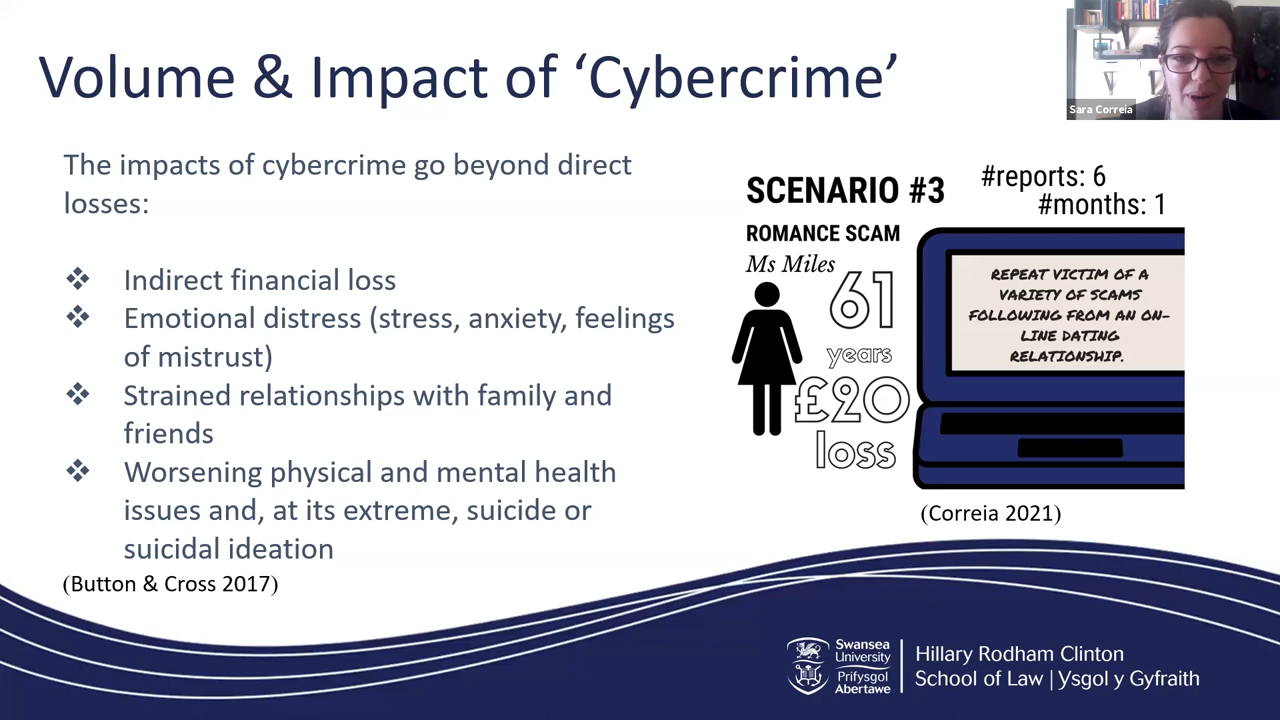 Volume & Impact of ‘Cybercrime’
Sara Correia
The impacts of cybercrime go beyond direct
losses:
❖ Indirect financial loss
❖ Emotional distress (stress, anxiety, feelings
of mistrust)
❖ Strained relationships with family and
friends
❖ Worsening physical and mental health
issues and, at its extreme, suicide or
suicidal ideation
(Button & Cross 2017)
SCENARIO #3
#reports: 6
#months: 1
ROMANCE SCAM
Ms Miles
61
years
£20
loss
REPEAT VICTIM OF A
VARIETY OF SCAMS
FOLLOWING FROM AN ON-
LINE DATING
RELATIONSHIP.
(Correia 2021)
Swansea
University
Prifysgol
Abertawe
Hillary Rodham Clinton
School of Law | Ysgol y Gyfraith